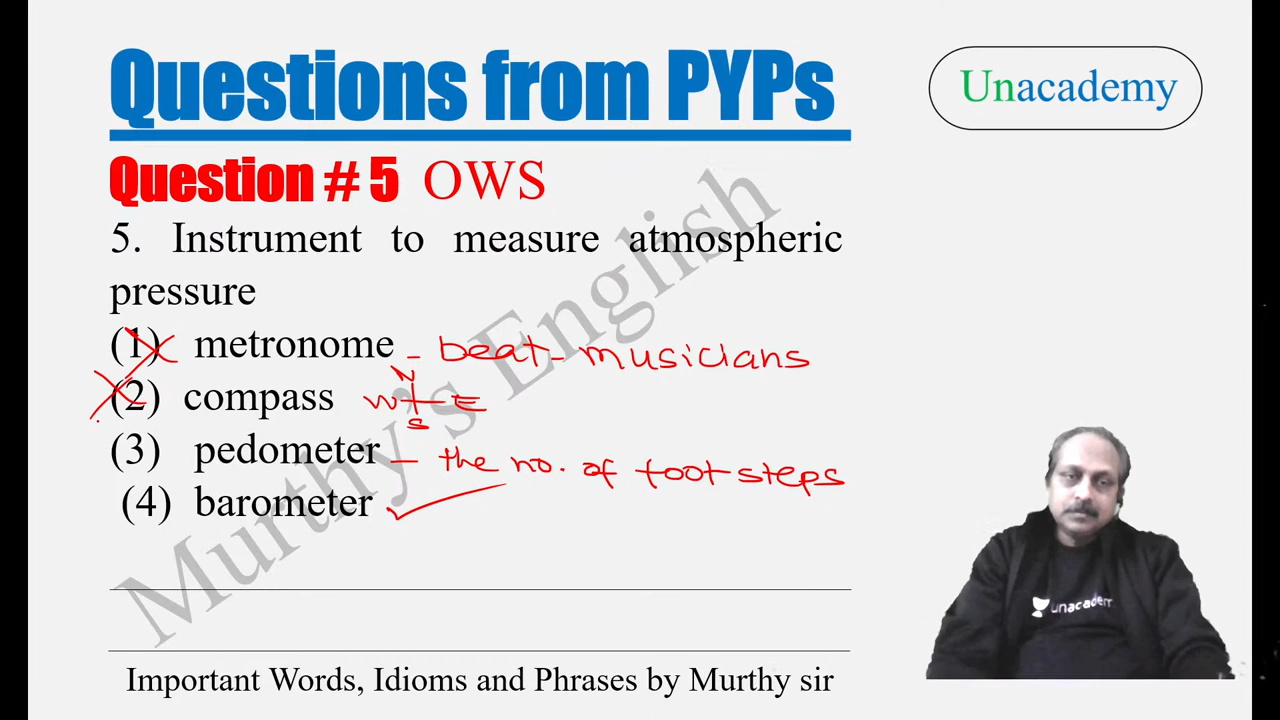 Questions from PYPs
Unacademy
Question # 5 OWS
5. Instrument to measure atmospheric
pressure
(1) metronome - beat - musicians
(2) compass N W E S
(3) pedometer - the no. of foot steps
(4) barometer
Murthy's English
unacademy
Important Words, Idioms and Phrases by Murthy sir